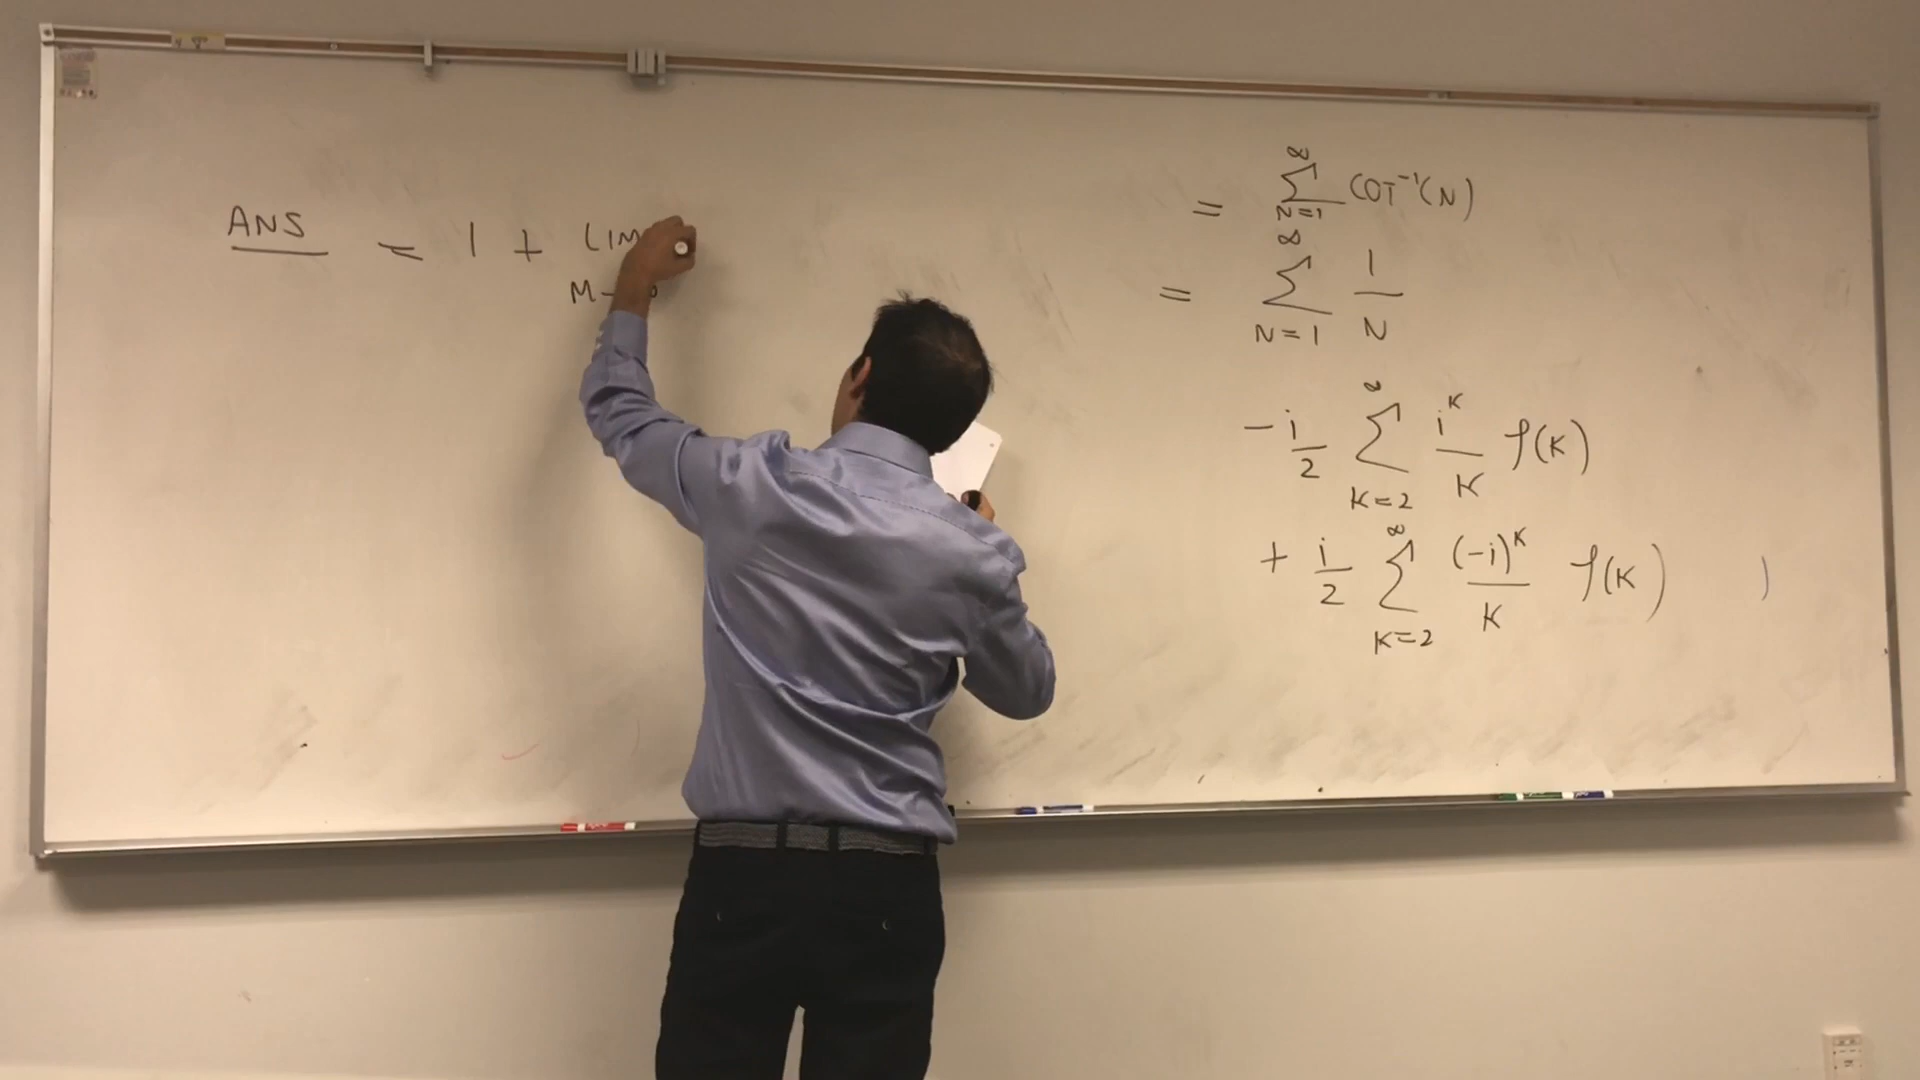 ANS = 1 + LIM
M→
= ∞ Σ N=1 COT⁻¹(N)
= ∞ Σ N=1 1/N
- i/2 ∞ Σ K=2 i^K/K ζ(K)
+ i/2 ∞ Σ K=2 (-i)^K/K ζ(K) )